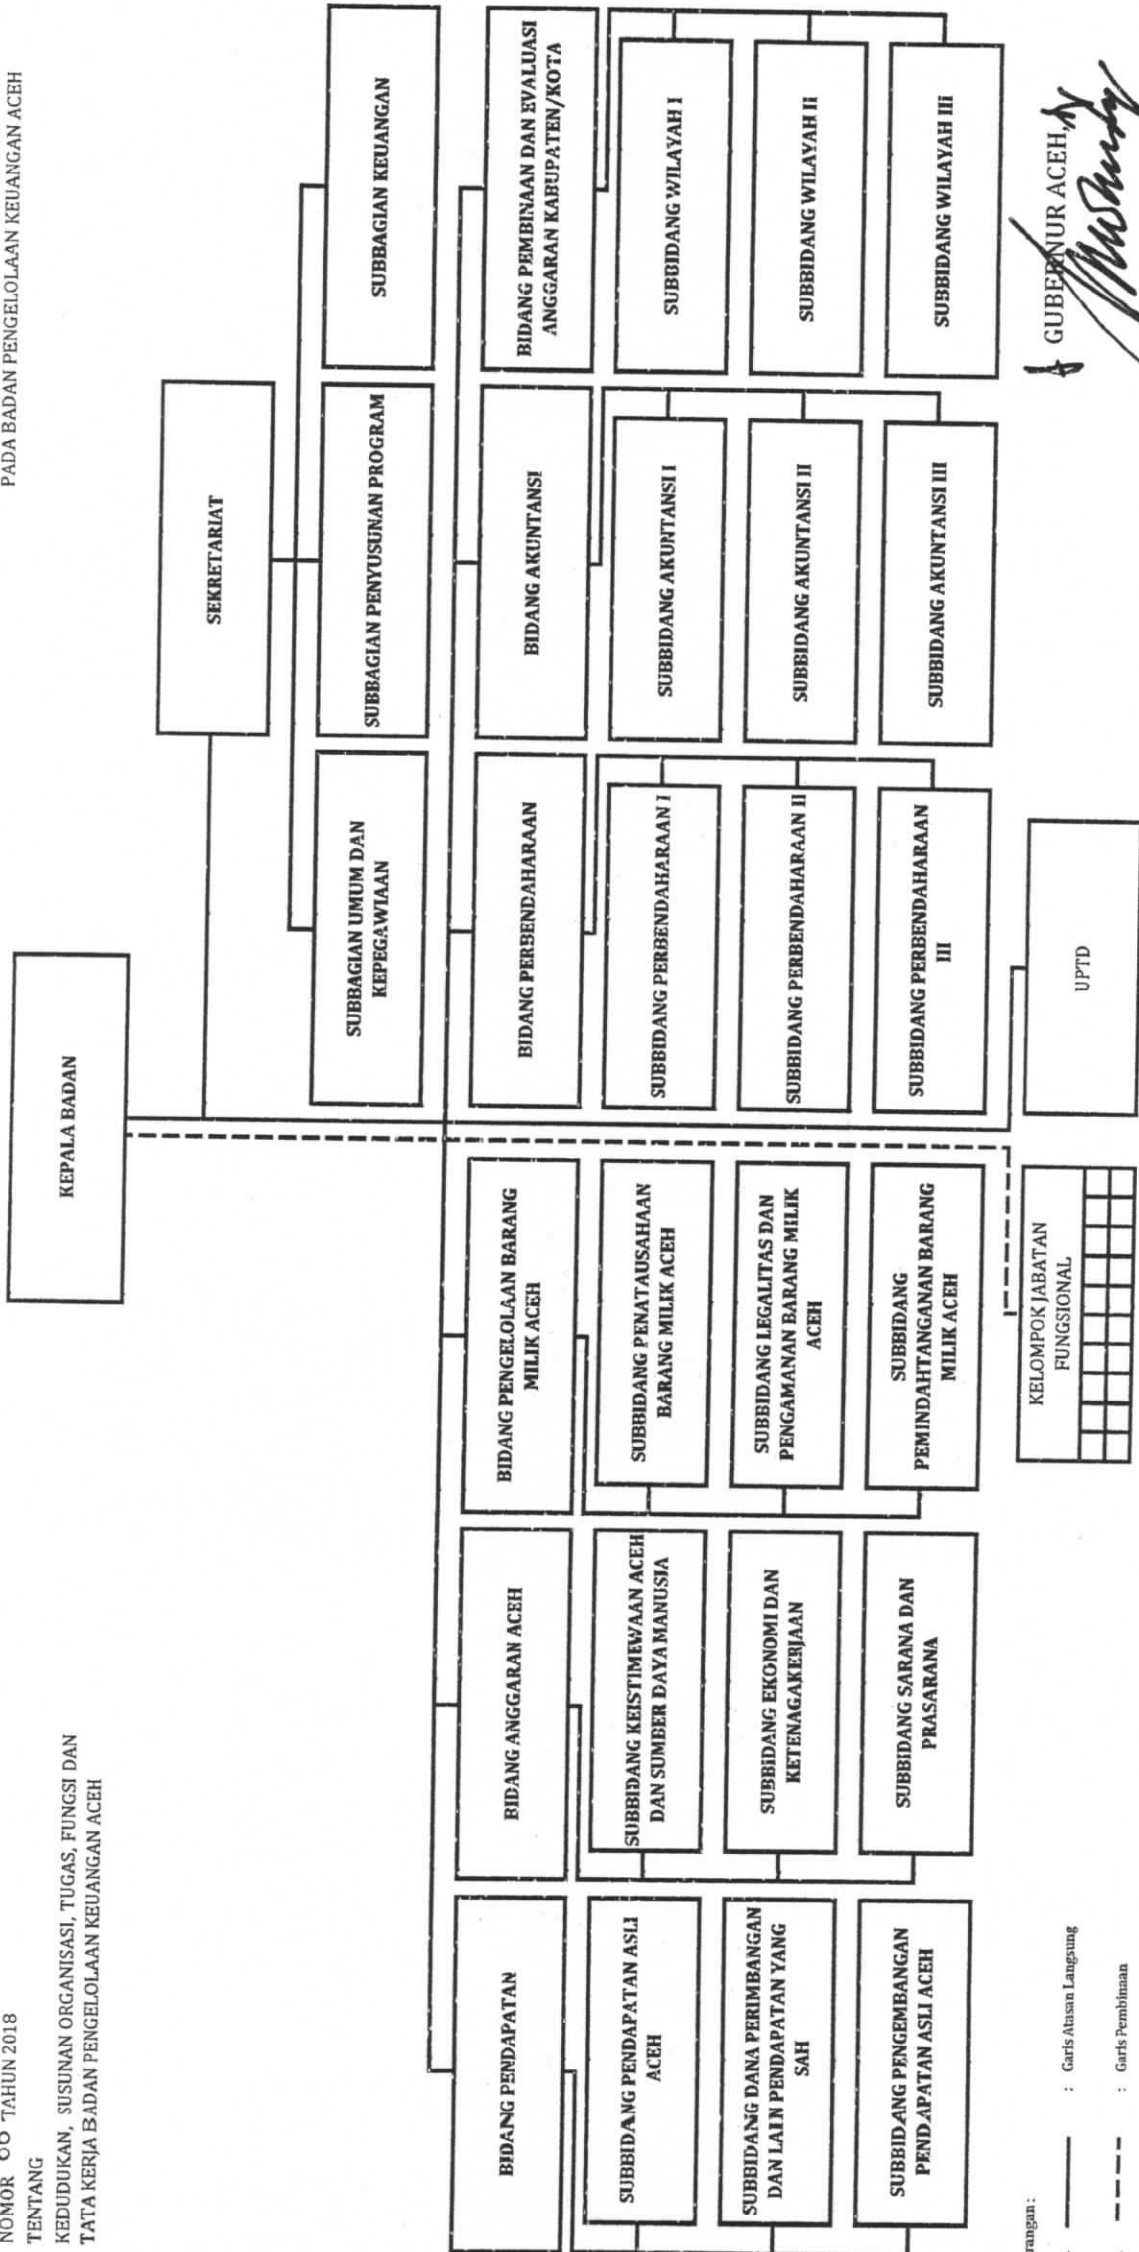 NOMOR 66 TAHUN 2018
TENTANG
KEDUDUKAN, SUSUNAN ORGANISASI, TUGAS, FUNGSI DAN
TATA KERJA BADAN PENGELOLAAN KEUANGAN ACEH
PADA BADAN PENGELOLAAN KEUANGAN ACEH
KEPALA BADAN
SEKRETARIAT
SUBBAGIAN UMUM DAN
KEPEGAWIAAN
SUBBAGIAN PENYUSUNAN PROGRAM
SUBBAGIAN KEUANGAN
BIDANG PENDAPATAN
SUBBIDANG PENDAPATAN ASLI
ACEH
SUBBIDANG DANA PERIMBANGAN
DAN LAIN PENDAPATAN YANG
SAH
SUBBIDANG PENGEMBANGAN
PENDAPATAN ASLI ACEH
BIDANG ANGGARAN ACEH
SUBBIDANG KEISTIMEWAAN ACEH
DAN SUMBER DAYA MANUSIA
SUBBIDANG EKONOMI DAN
KETENAGAKERJAAN
SUBBIDANG SARANA DAN
PRASARANA
BIDANG PENGELOLAAN BARANG
MILIK ACEH
SUBBIDANG PENATAUSAHAAN
BARANG MILIK ACEH
SUBBIDANG LEGALITAS DAN
PENGAMANAN BARANG MILIK
ACEH
SUBBIDANG
PEMINDAHTANGANAN BARANG
MILIK ACEH
BIDANG PERBENDAHARAAN
SUBBIDANG PERBENDAHARAAN I
SUBBIDANG PERBENDAHARAAN II
SUBBIDANG PERBENDAHARAAN
III
BIDANG AKUNTANSI
SUBBIDANG AKUNTANSI I
SUBBIDANG AKUNTANSI II
SUBBIDANG AKUNTANSI III
BIDANG PEMBINAAN DAN EVALUASI
ANGGARAN KABUPATEN/KOTA
SUBBIDANG WILAYAH I
SUBBIDANG WILAYAH II
SUBBIDANG WILAYAH III
KELOMPOK JABATAN
FUNGSIONAL
UPTD
rangan :
: Garis Atasan Langsung
: Garis Pembinaan
GUBERNUR ACEH,